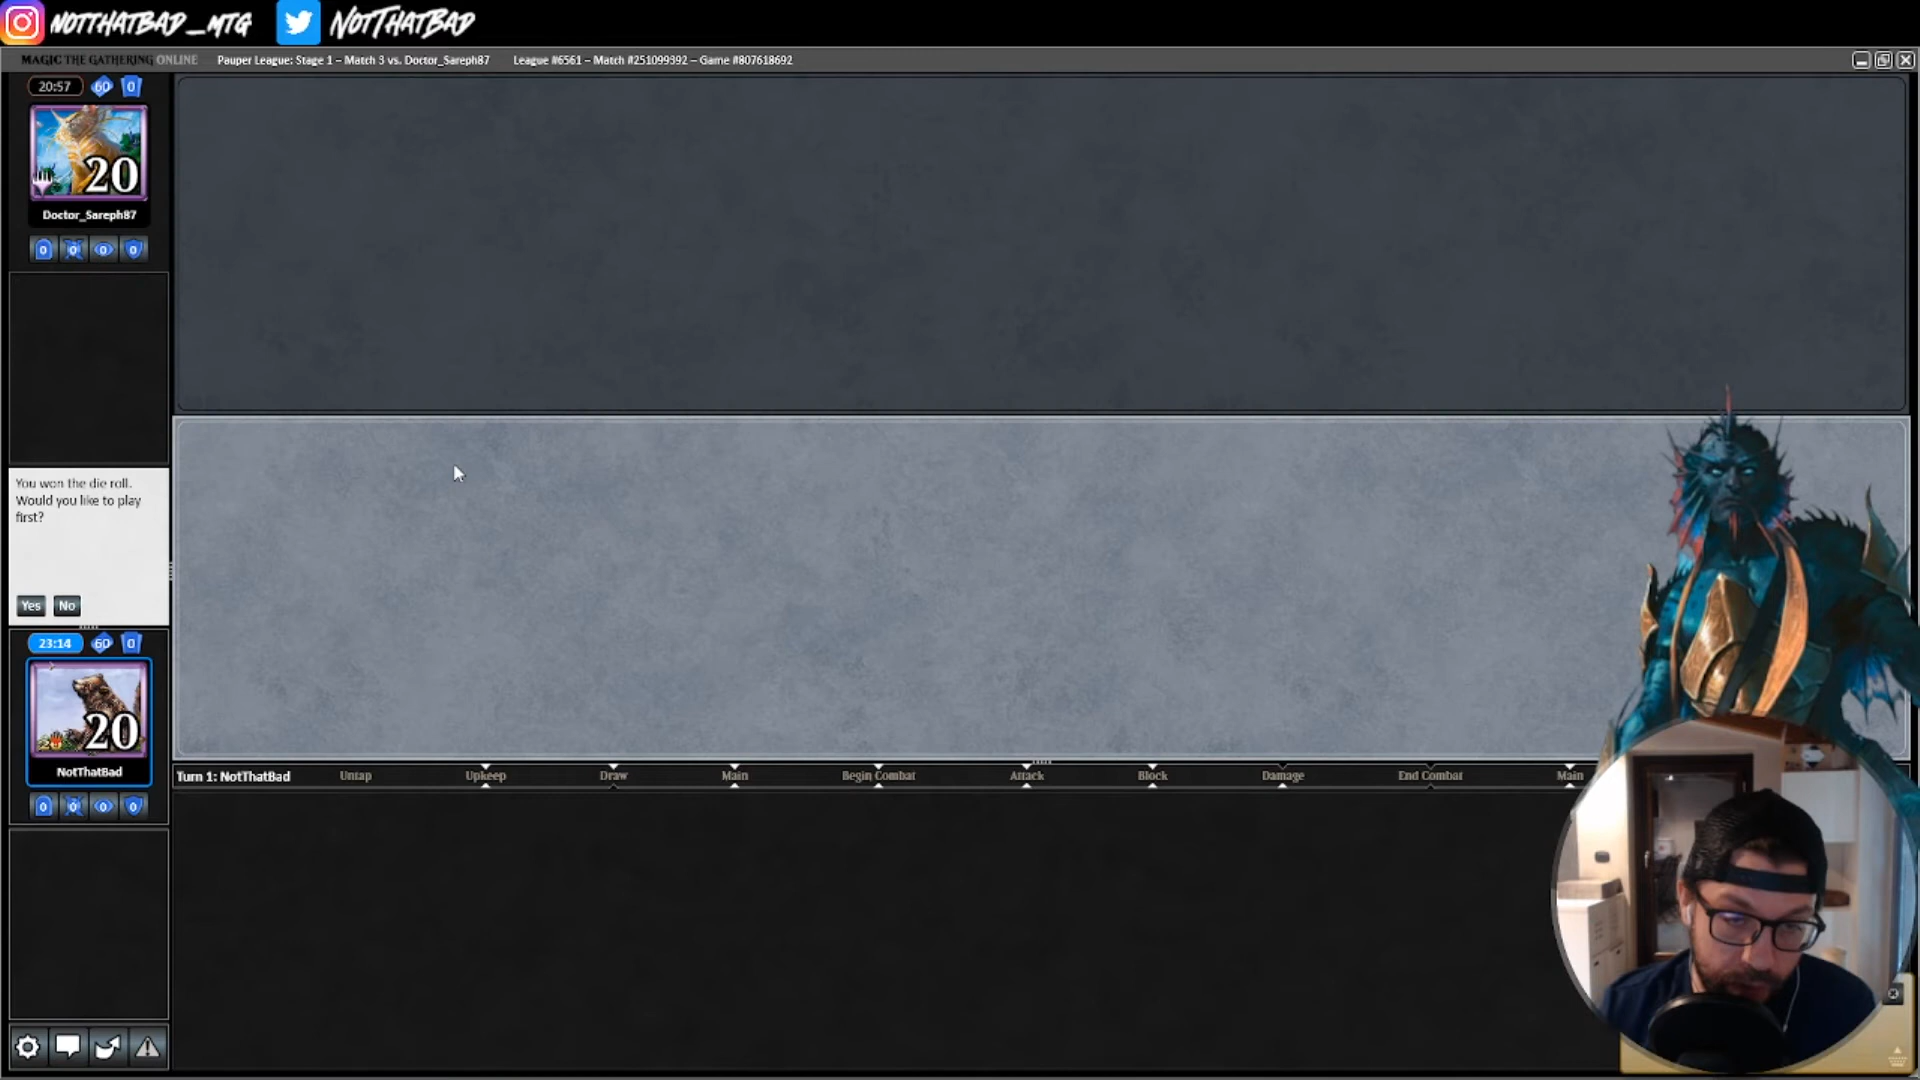 NOTTHATBAD_MTG NOTTHATBAD
MAGIC THE GATHERING ONLINE Pauper League: Stage 1 – Match 3 vs. Doctor_Sareph87 League #6561 – Match #251099392 – Game #807618692
20:57 60 0
20
Doctor_Sareph87
0 0 0 0
You won the die roll.
Would you like to play
first?
Yes No
23:14 60 0
20
NotThatBad
Turn 1: NotThatBad Untap Upkeep Draw Main Begin Combat Attack Block Damage End Combat Main
0 0 0 0